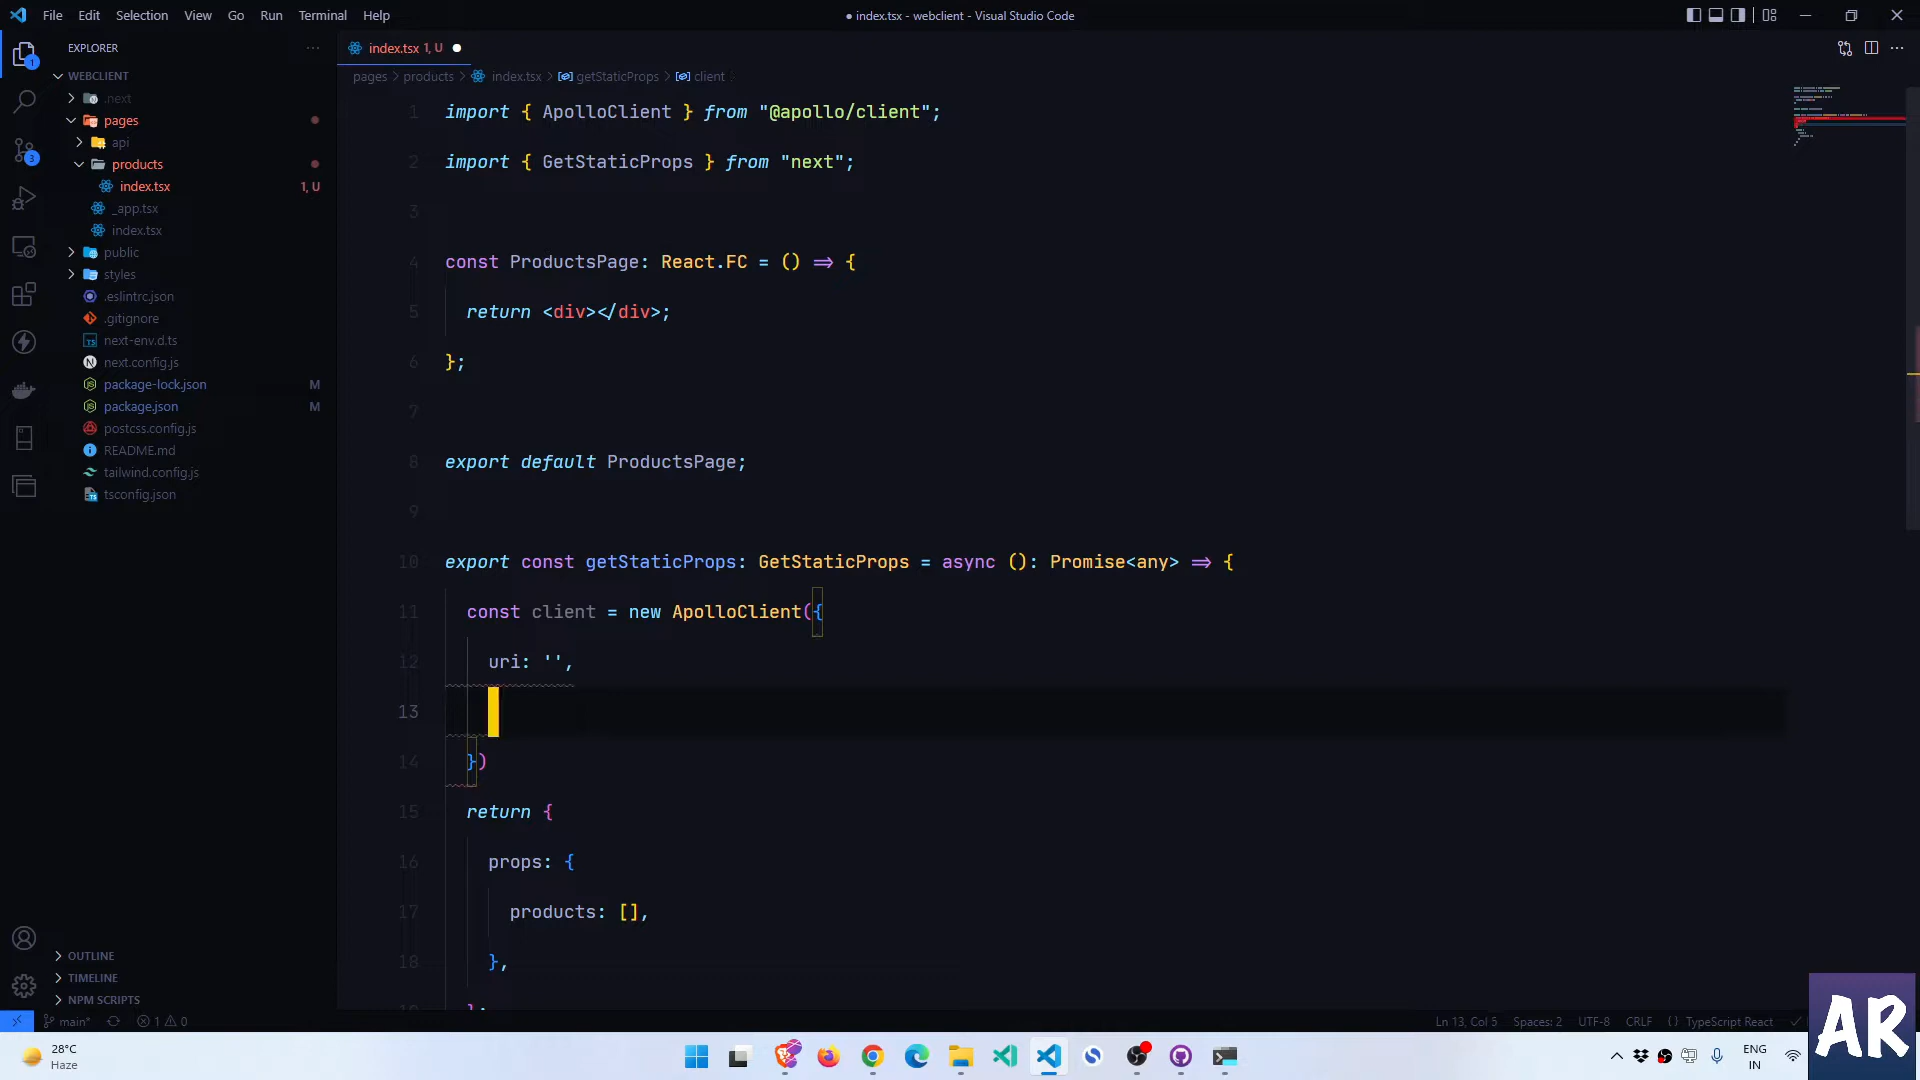 File Edit Selection View Go Run Terminal Help
● index.tsx - webclient - Visual Studio Code
EXPLORER
WEBCLIENT
.next
pages
api
products
index.tsx 1, U
_app.tsx
index.tsx
public
styles
.eslintrc.json
.gitignore
next-env.d.ts
next.config.js
package-lock.json M
package.json M
postcss.config.js
README.md
tailwind.config.js
tsconfig.json
OUTLINE
TIMELINE
NPM SCRIPTS
index.tsx 1, U
pages > products > index.tsx > getStaticProps > client
1 import { ApolloClient } from "@apollo/client";
2 import { GetStaticProps } from "next";
3
4 const ProductsPage: React.FC = () => {
5 return <div></div>;
6 };
7
8 export default ProductsPage;
9
10 export const getStaticProps: GetStaticProps = async (): Promise<any> => {
11 const client = new ApolloClient({
12 uri: '',
13
14 })
15 return {
16 props: {
17 products: [],
18 },
1
3
main* 1 0
Ln 13, Col 5 Spaces: 2 UTF-8 CRLF { } TypeScript React
28°C
Haze
ENG
IN
AR